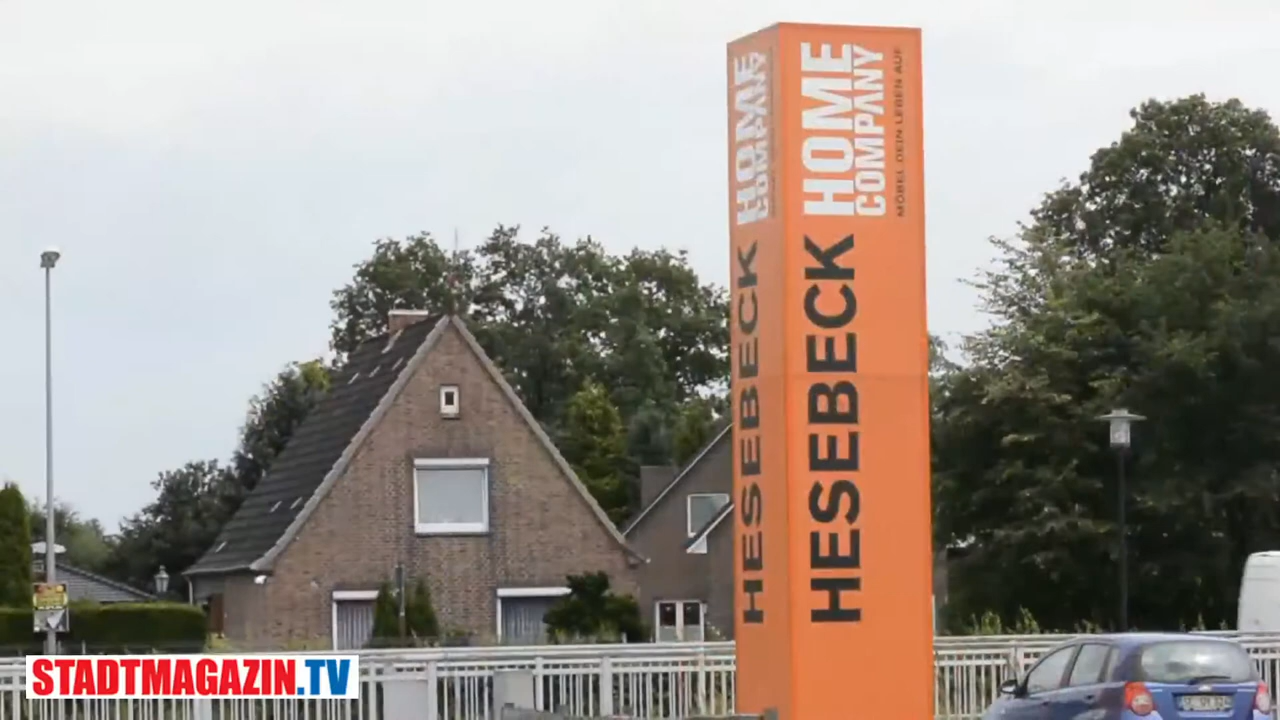 HOME
COMPANY
MÖBEL DEIN LEBEN AUF
HESEBECK
HOME
COMPANY
HESEBECK
STADTMAGAZIN.TV